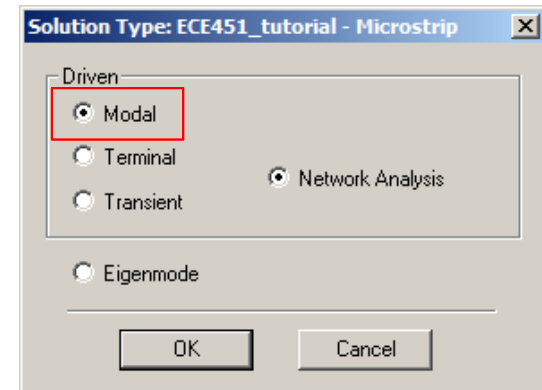 Solution Type: ECE451_tutorial - Microstrip
Driven
Modal
Terminal
Network Analysis
Transient
Eigenmode
OK Cancel